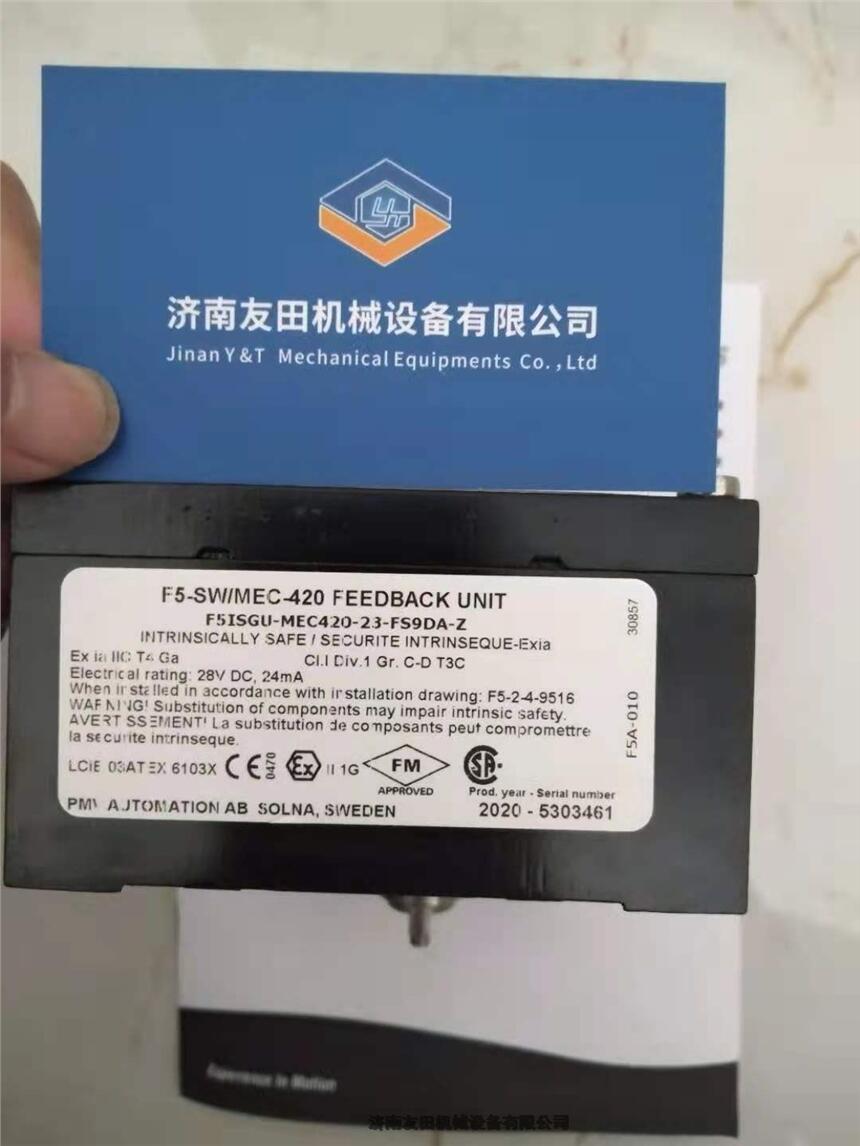 济南友田机械设备有限公司
Jinan Y&T Mechanical Equipments Co.,Ltd
F5-SW/MEC-420 FEEDBACK UNIT
F5ISGU-MEC420-23-FS9DA-Z
INTRINSICALLY SAFE / SECURITE INTRINSEQUE-Exia
Ex ia IIC T4 Ga
Cl.I Div.1 Gr. C-D T3C
Electrical rating: 28V DC, 24mA
When installed in accordance with installation drawing: F5-2-4-9516
WARNING! Substitution of components may impair intrinsic safety.
AVERTISSEMENT! La substitution de composants peut compromettre
la securite intrinseque.
LCIE 03ATEX 6103X
CE
0470
Ex
II 1G
FM
APPROVED
SA
Prod. year - Serial number
2020 - 5303461
PMV AUTOMATION AB SOLNA, SWEDEN
30857
F5A-010
Experience In Motion
济南友田机械设备有限公司